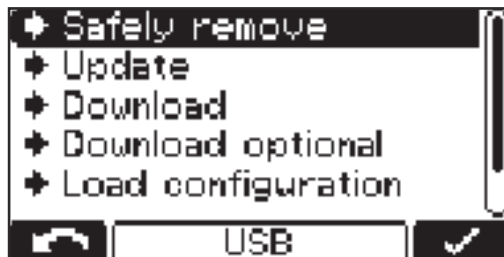 Safely remove
Update
Download
Download optional
Load configuration
USB